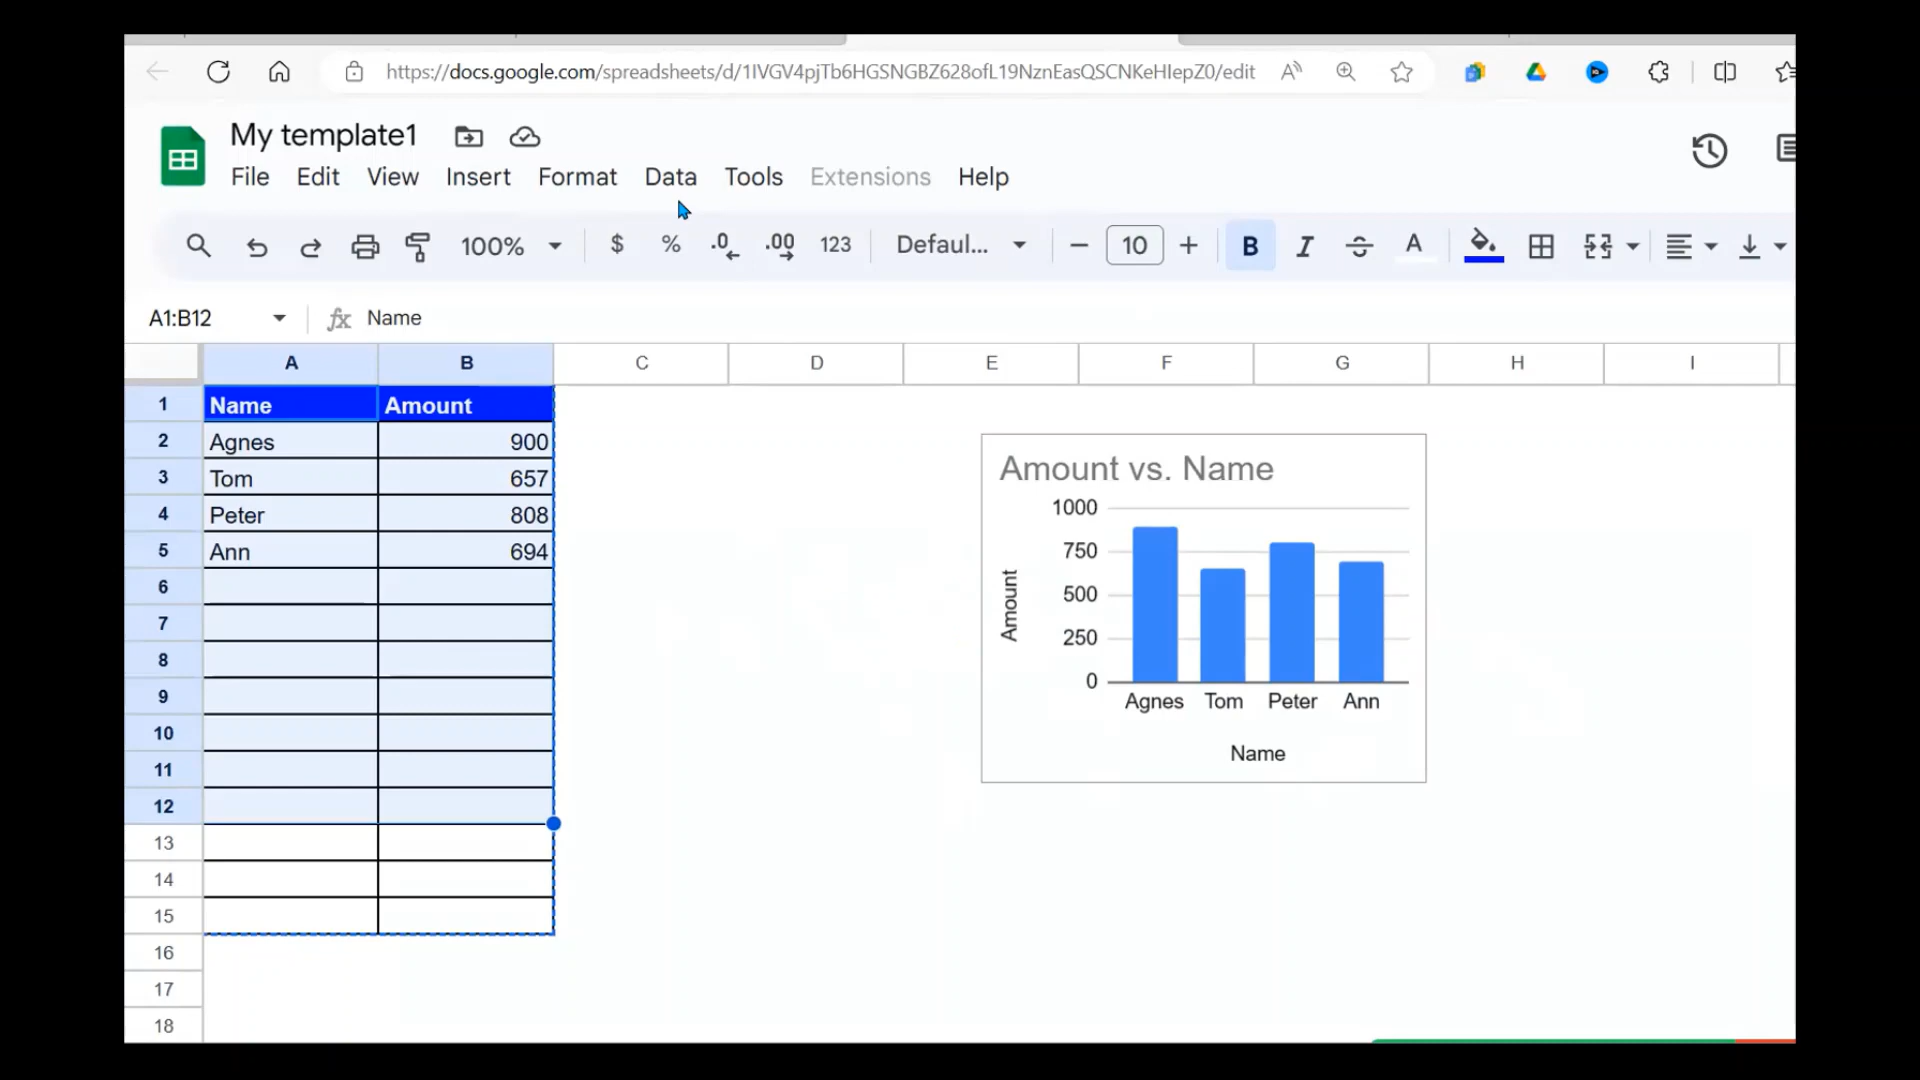 https://docs.google.com/spreadsheets/d/1IVGV4pjTb6HGSNGBZ628ofL19NznEasQSCNKeHIepZ0/edit A
My template1
File Edit View Insert Format Data Tools Extensions Help
100% $ % .0 .00 123 Defaul... 10 B I S A
A1:B12 fx Name
A B C D E F G H I
1 Name Amount
2 Agnes 900
3 Tom 657
4 Peter 808
5 Ann 694
6
7
8
9
10
11
12
13
14
15
16
17
18
Amount vs. Name
1000
750
500
250
0
Amount
Agnes Tom Peter Ann
Name